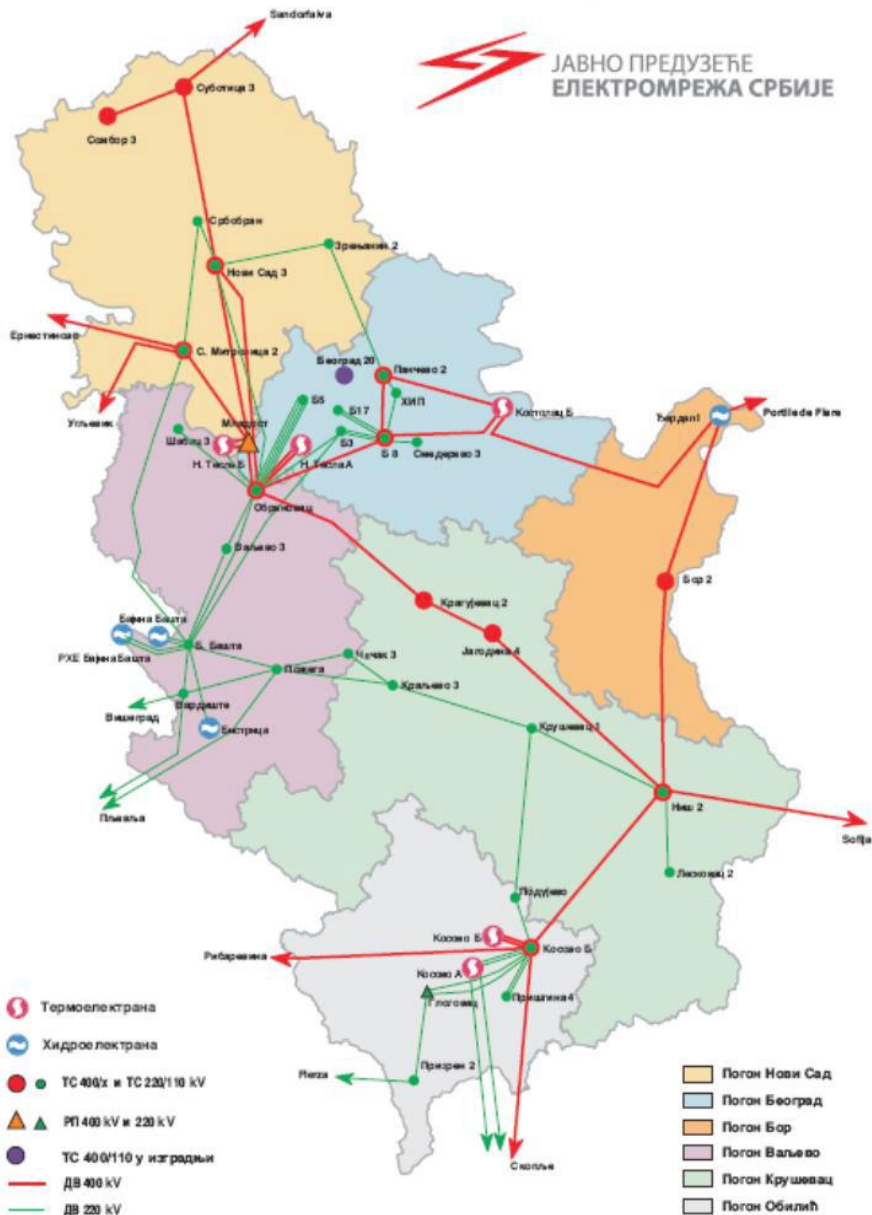 Sandorfalva
ЈАВНО ПРЕДУЗЕЋЕ
ЕЛЕКТРОМРЕЖА СРБИЈЕ
Суботица 3
Сомбор 3
Србобран
Зрењанин 2
Нови Сад 3
Ернестиново
С. Митровица 2
Београд 20
Панчево 2
ХИП
Костолац Б
Ђердап I
Portile de Fiare
Угљевик
Б5
Б17
Младост
Шабац 3
Б3
Б 8
Смедерево 3
Н. Тесла Б
Н. Тесла А
Обреновац
Ваљево 3
Бор 2
Крагујевац 2
Бајина Башта
Јагодина 4
Б. Башта
Чачак 3
РХЕ Бајина Башта
Пожега
Краљево 3
Вардиште
Вишеград
Бистрица
Крушевац 1
Ниш 2
Пљевља
Sofija
Лесковац 2
Подујево
Косово Б
Косово Б
Рибаревина
Косово А
Глоговац
Приштина 4
Призрен 2
Fierza
Скопље
Термоелектрана
Хидроелектрана
ТС 400/x и ТС 220/110 kV
РП 400 kV и 220 kV
ТС 400/110 у изградњи
ДВ 400 kV
ДВ 220 kV
Погон Нови Сад
Погон Београд
Погон Бор
Погон Ваљево
Погон Крушевац
Погон Обилић